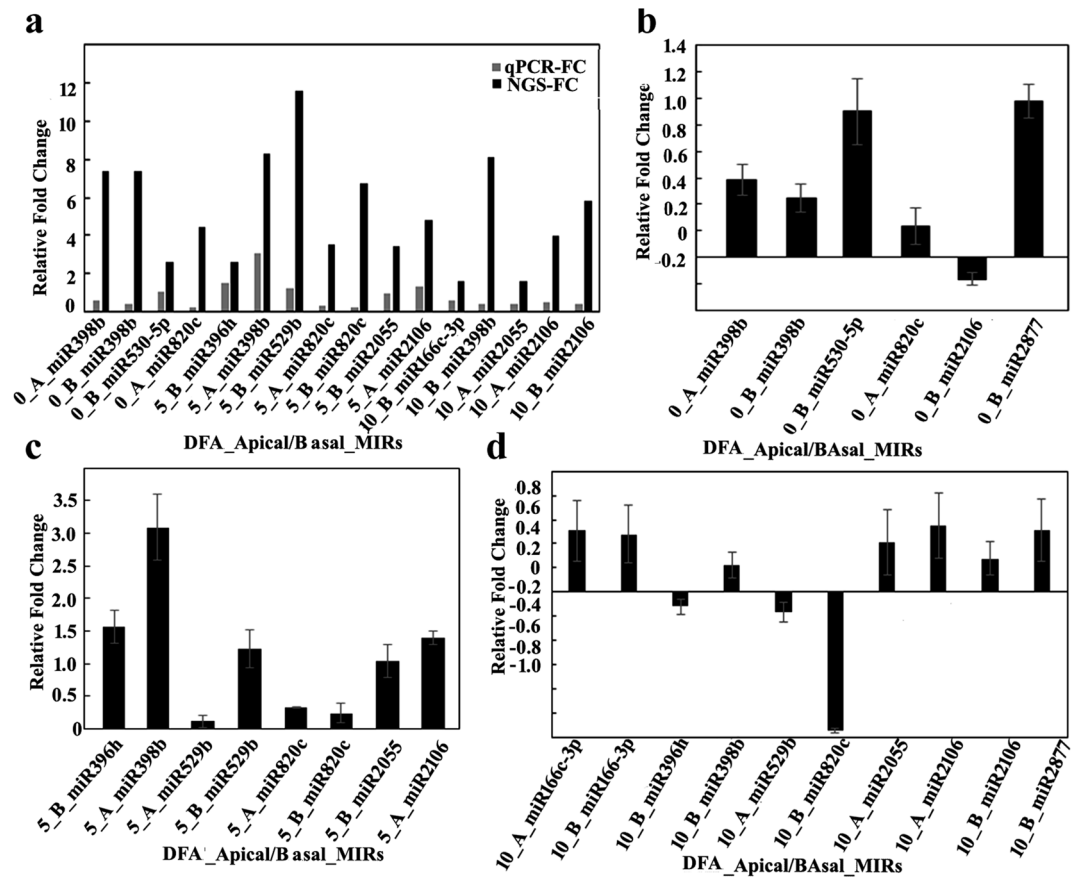 a
Relative Fold Change
12
10
8
6
4
2
0
qPCR-FC
NGS-FC
0_A_miR398b
0_B_miR398b
0_B_miR530-5p
0_A_miR820c
5_B_miR396h
5_A_miR398b
5_B_miR529b
5_A_miR820c
5_B_miR820c
5_B_miR2055
5_A_miR2106
10_B_miR166c-3p
10_B_miR398b
10_A_miR2055
10_A_miR2106
10_B_miR2106
DFA_Apical/B asal_MIRs
b
Relative Fold Change
1.4
1.2
1.0
0.8
0.6
0.4
0.2
0
-0.2
0_A_miR398b
0_B_miR398b
0_B_miR530-5p
0_A_miR820c
0_B_miR2106
0_B_miR2877
DFA_Apical/BAsal_MIRs
c
Relative Fold Change
3.5
3.0
2.0
1.5
1.0
0.5
0
5_B_miR396h
5_A_miR398b
5_A_miR529b
5_B_miR529b
5_A_miR820c
5_B_miR820c
5_B_miR2055
5_A_miR2106
DFA_Apical/B asal_MIRs
d
Relative Fold Change
0.8
0.6
0.4
0.2
0
-0.2
-0.4
-0.6
-0.8
-1.0
10_A_miR166c-3p
10_B_miR166-3p
10_B_miR396h
10_B_miR398b
10_A_miR529b
10_B_miR820c
10_A_miR2055
10_A_miR2106
10_B_miR2106
10_B_miR2877
DFA_Apical/BAsal_MIRs